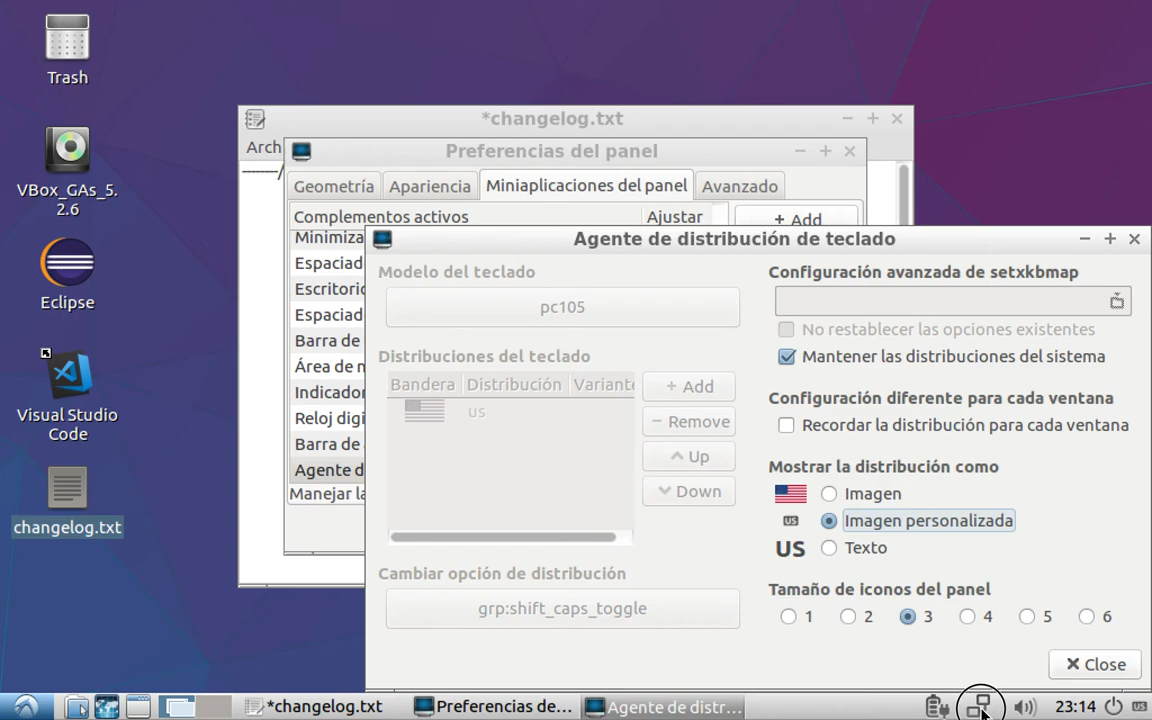 Trash
VBox_GAs_5.
2.6
Eclipse
Visual Studio
Code
changelog.txt
*changelog.txt
Arch
Preferencias del panel
Geometría
Apariencia
Miniaplicaciones del panel
Avanzado
Complementos activos
Ajustar
+ Add
Minimiza
Espaciad
Escritorio
Espaciad
Barra de
Área de n
Indicador
Reloj digi
Barra de
Agente d
Manejar la
Agente de distribución de teclado
Modelo del teclado
pc105
Distribuciones del teclado
Bandera
Distribución
Variante
us
+ Add
Remove
Up
Down
Cambiar opción de distribución
grp:shift_caps_toggle
Configuración avanzada de setxkbmap
No restablecer las opciones existentes
Mantener las distribuciones del sistema
Configuración diferente para cada ventana
Recordar la distribución para cada ventana
Mostrar la distribución como
Imagen
US
Imagen personalizada
US
Texto
Tamaño de iconos del panel
1
2
3
4
5
6
Close
*changelog.txt
Preferencias de...
Agente de distr...
23:14
US